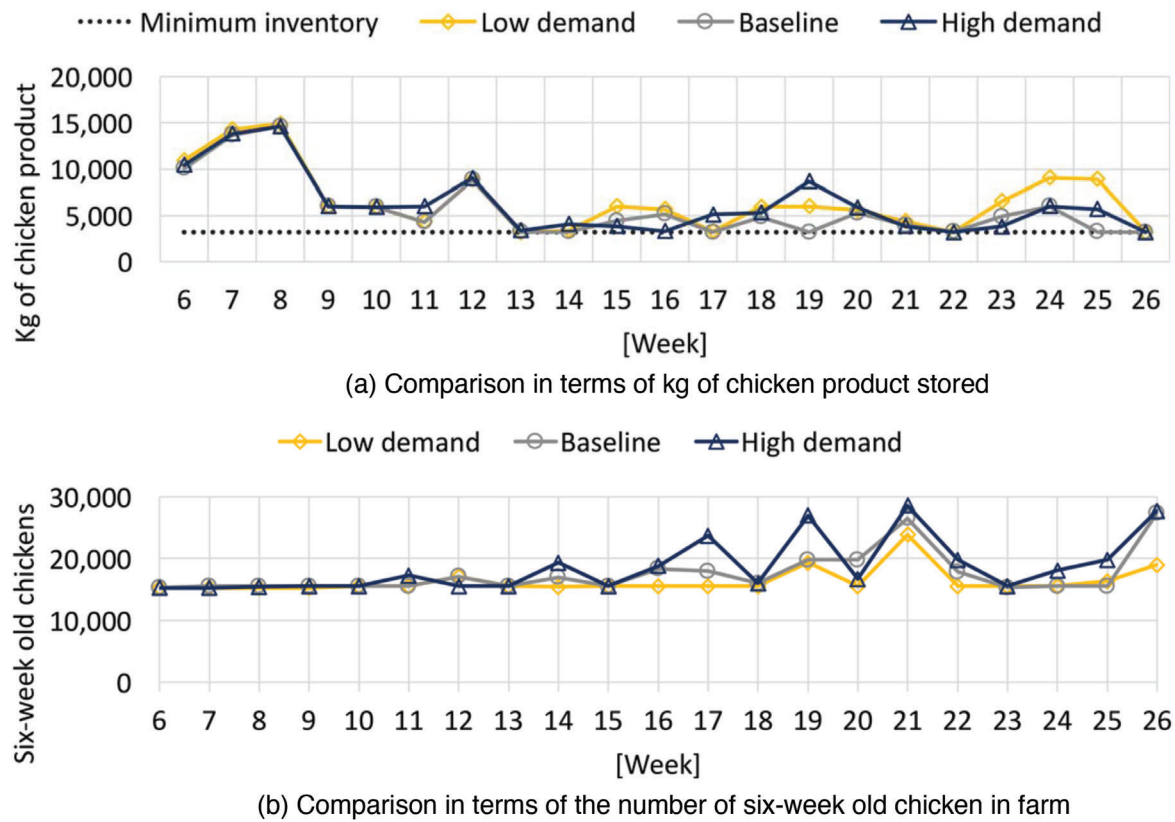 Minimum inventory Low demand Baseline High demand
Kg of chicken product
20,000
15,000
10,000
5,000
0
6 7 8 9 10 11 12 13 14 15 16 17 18 19 20 21 22 23 24 25 26
[Week]
(a) Comparison in terms of kg of chicken product stored
Low demand Baseline High demand
Six-week old chickens
30,000
20,000
10,000
0
6 7 8 9 10 11 12 13 14 15 16 17 18 19 20 21 22 23 24 25 26
[Week]
(b) Comparison in terms of the number of six-week old chicken in farm